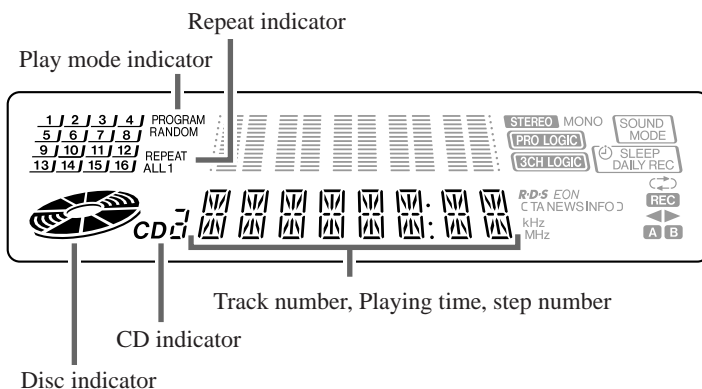 Repeat indicator
Play mode indicator
1 2 3 4 PROGRAM
5 6 7 8 RANDOM
9 10 11 12 REPEAT
13 14 15 16 ALL 1
STEREO MONO SOUND MODE
PRO LOGIC
3CH LOGIC SLEEP
DAILY REC
R·D·S EON
TA NEWS INFO
kHz
MHz
REC
A B
CD
Track number, Playing time, step number
CD indicator
Disc indicator